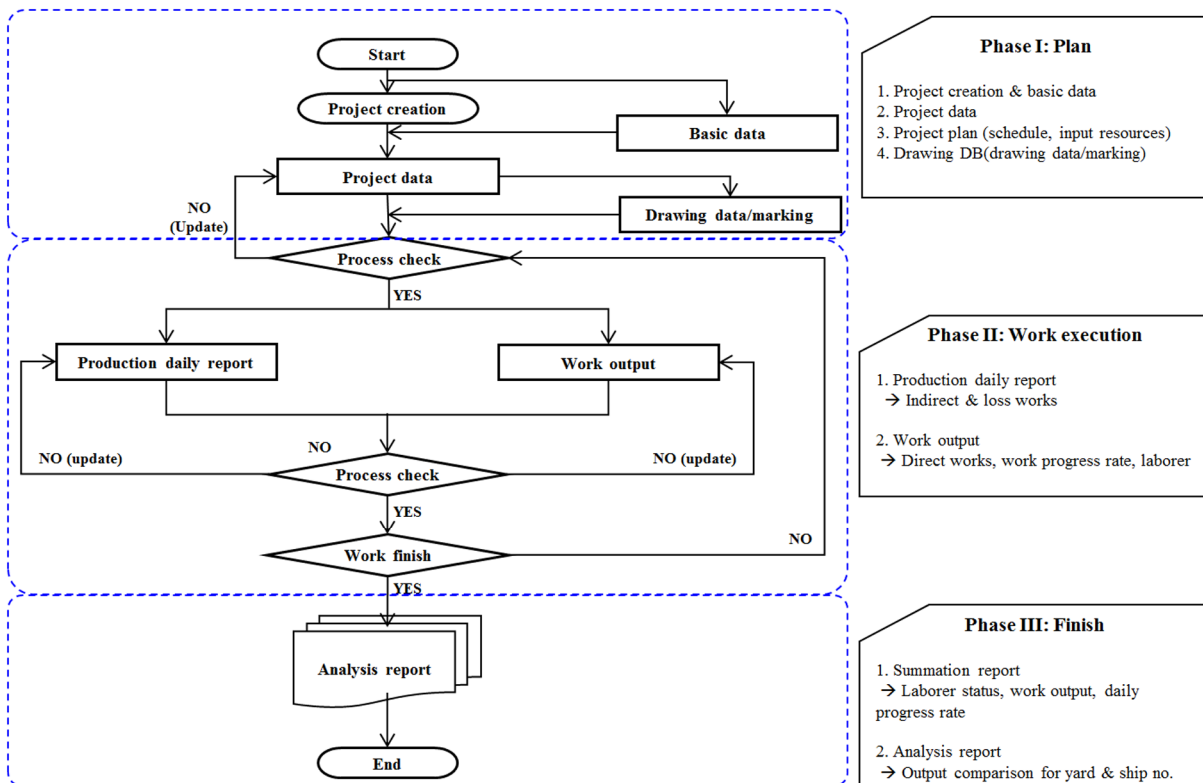 Start
Project creation
Basic data
Project data
NO
(Update)
Drawing data/marking
Process check
YES
Production daily report
Work output
NO
NO (update)
NO (update)
Process check
YES
NO
Work finish
YES
Analysis report
End
Phase I: Plan
1. Project creation & basic data
2. Project data
3. Project plan (schedule, input resources)
4. Drawing DB(drawing data/marking)
Phase II: Work execution
1. Production daily report
→ Indirect & loss works
2. Work output
→ Direct works, work progress rate, laborer
Phase III: Finish
1. Summation report
→ Laborer status, work output, daily
progress rate
2. Analysis report
→ Output comparison for yard & ship no.